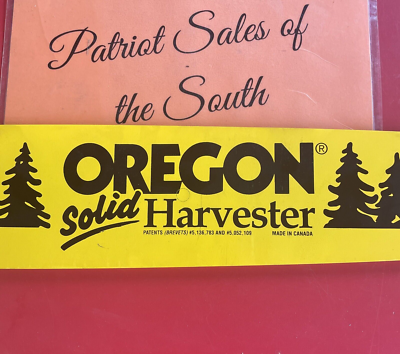 Patriot Sales of
the South
OREGON®
Solid Harvester
PATENTS (BREVETS) #5,136,783 AND #5,052,109 MADE IN CANADA